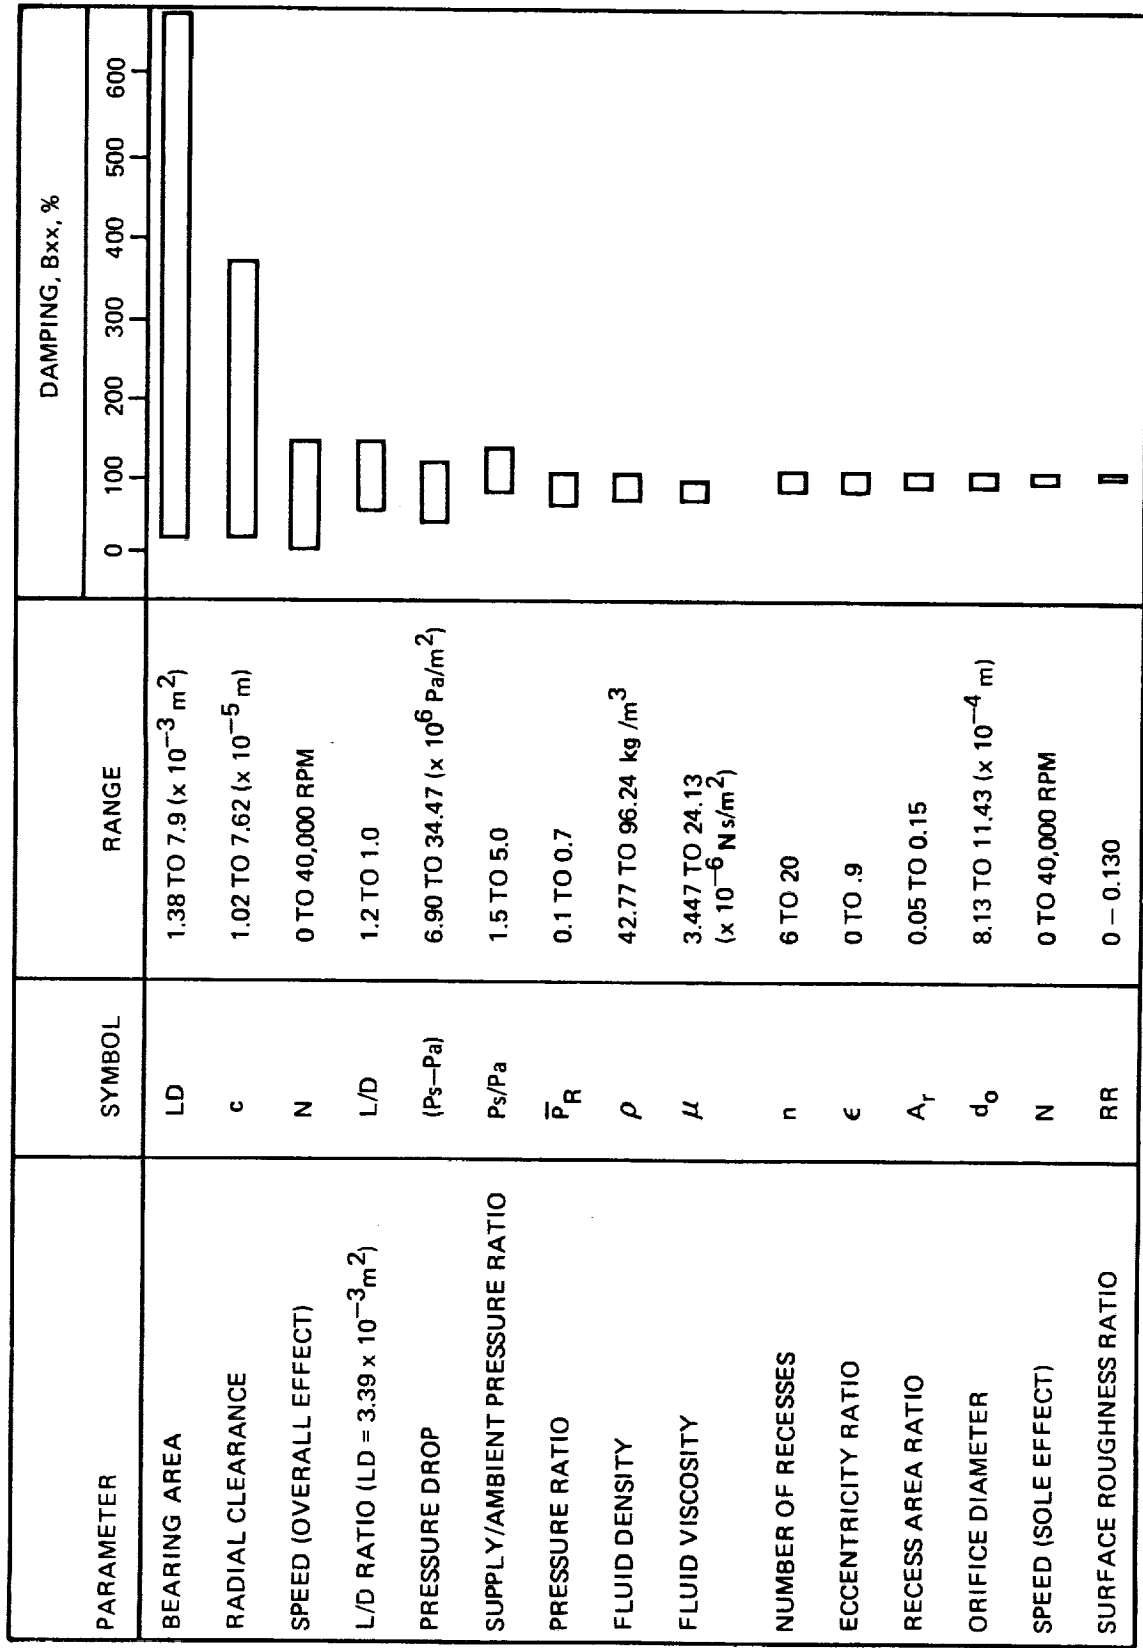 PARAMETER SYMBOL RANGE DAMPING, Bxx, %
0 100 200 300 400 500 600
BEARING AREA LD 1.38 TO 7.9 (x 10⁻³ m²)
RADIAL CLEARANCE c 1.02 TO 7.62 (x 10⁻⁵ m)
SPEED (OVERALL EFFECT) N 0 TO 40,000 RPM
L/D RATIO (LD = 3.39 x 10⁻³m²) L/D 1.2 TO 1.0
PRESSURE DROP (Ps–Pa) 6.90 TO 34.47 (x 10⁶ Pa/m²)
SUPPLY/AMBIENT PRESSURE RATIO Ps/Pa 1.5 TO 5.0
PRESSURE RATIO P̅R 0.1 TO 0.7
FLUID DENSITY ρ 42.77 TO 96.24 kg/m³
FLUID VISCOSITY μ 3.447 TO 24.13
(x 10⁻⁶ N s/m²)
NUMBER OF RECESSES n 6 TO 20
ECCENTRICITY RATIO ϵ 0 TO .9
RECESS AREA RATIO Aᵣ 0.05 TO 0.15
ORIFICE DIAMETER dₒ 8.13 TO 11.43 (x 10⁻⁴ m)
SPEED (SOLE EFFECT) N 0 TO 40,000 RPM
SURFACE ROUGHNESS RATIO RR 0 – 0.130